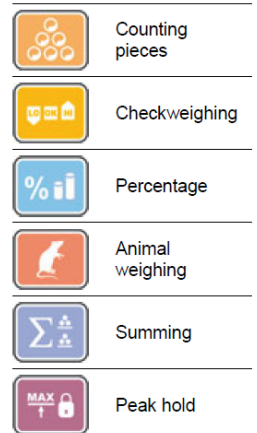 Counting
pieces
LO OK HI
Checkweighing
%
Percentage
Animal
weighing
Σ
Summing
MAX
Peak hold